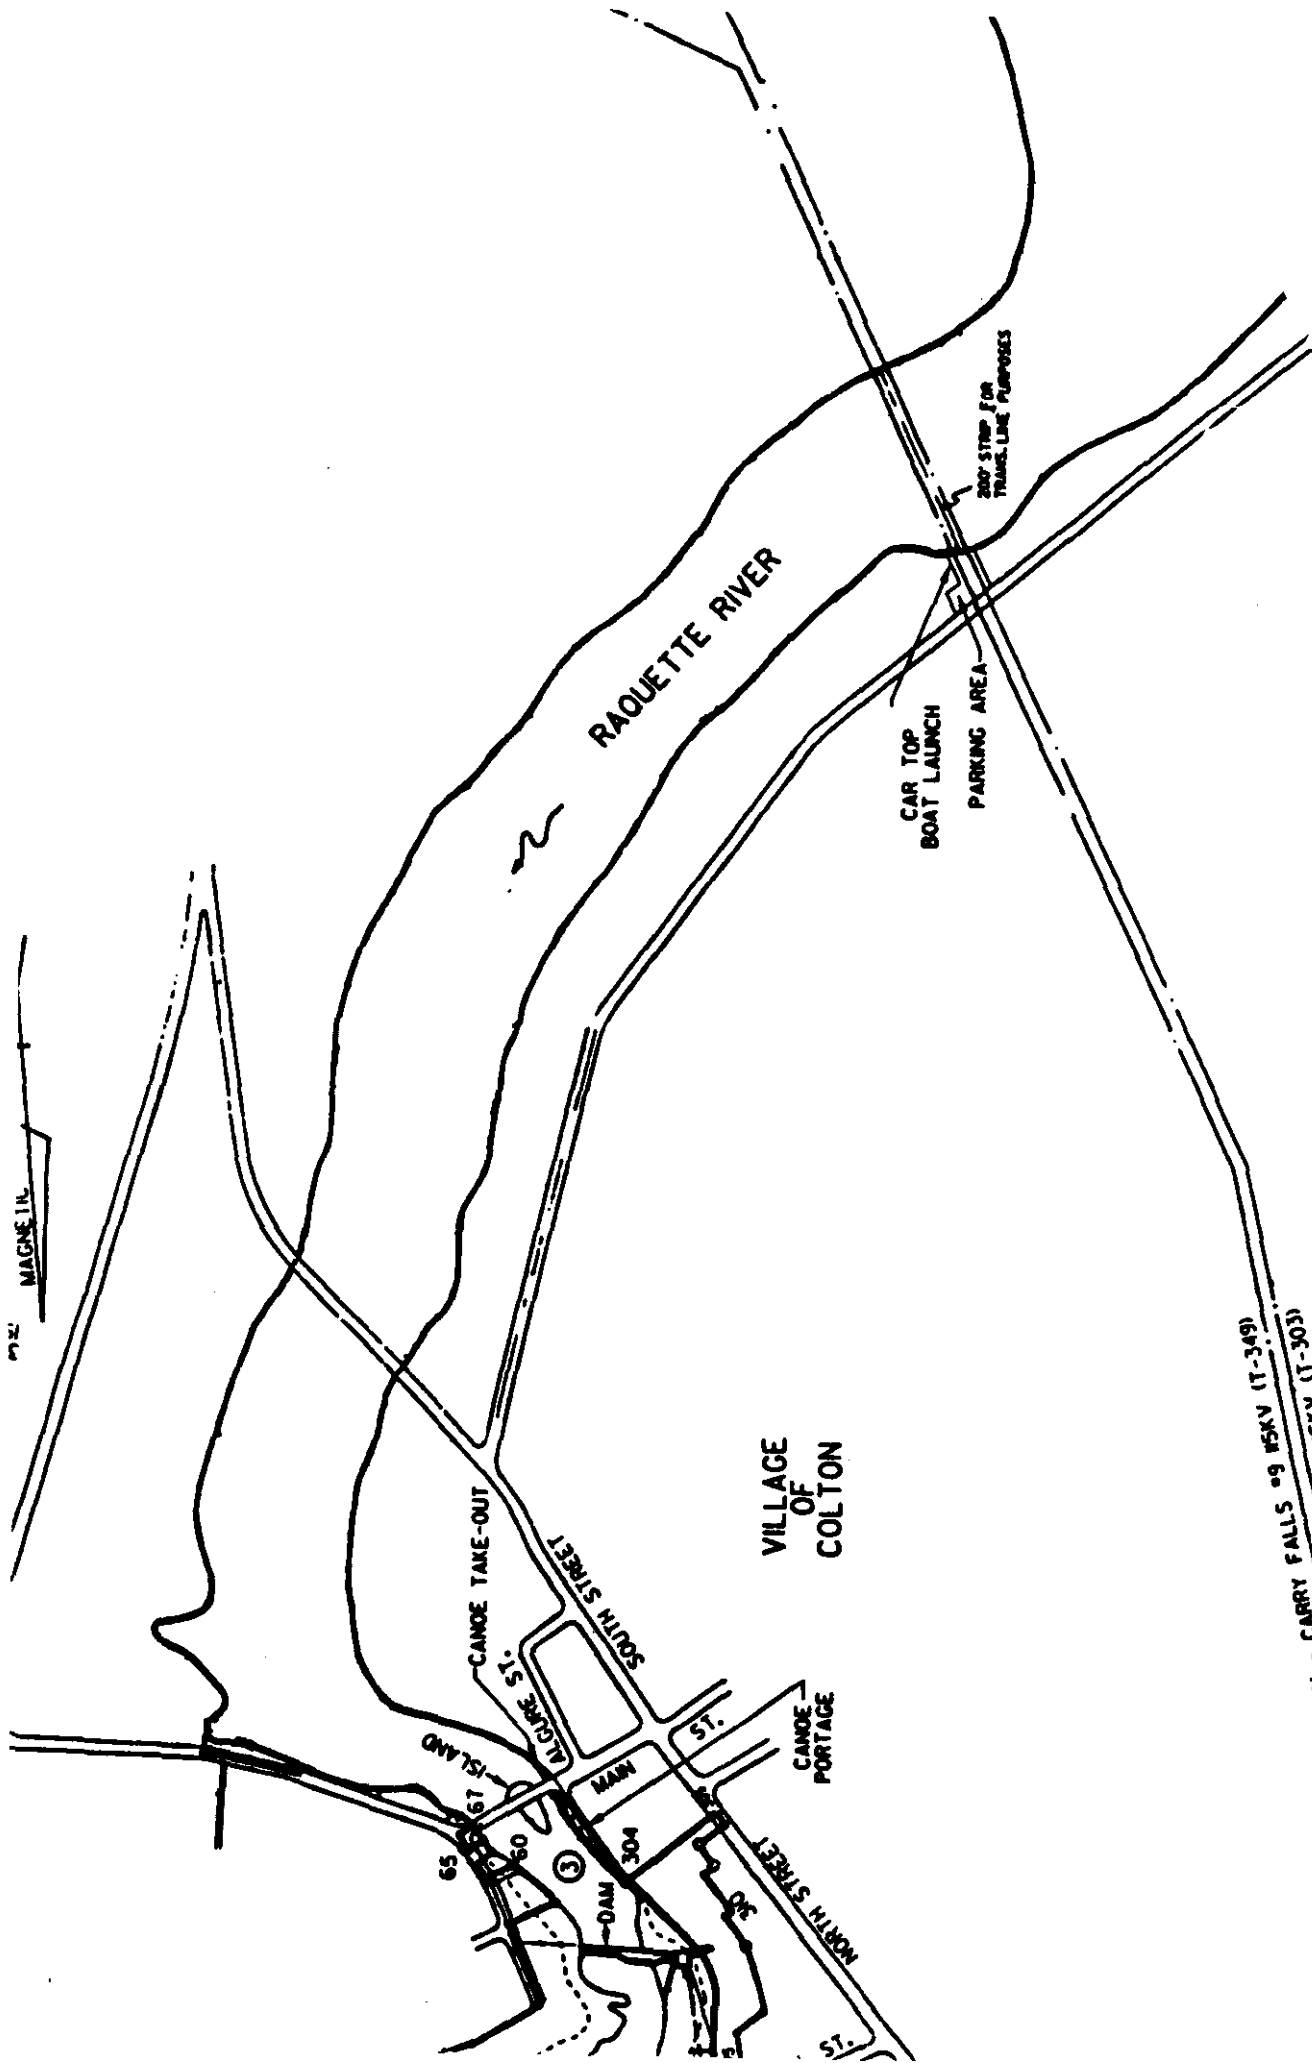 MAGNETIC
RAQUETTE RIVER
200' STRIP FOR
TRANS. LINE PURPOSES
CAR TOP
BOAT LAUNCH
PARKING AREA
VILLAGE
OF
COLTON
CARRY FALLS #9 115KV (T-349)
(T-303)
CANOE TAKE-OUT
SOUTH STREET
ALGURE ST.
ISLAND
MAIN
ST.
CANOE
PORTAGE
67
65
60
3
304
DAM
NORTH STREET
ST.